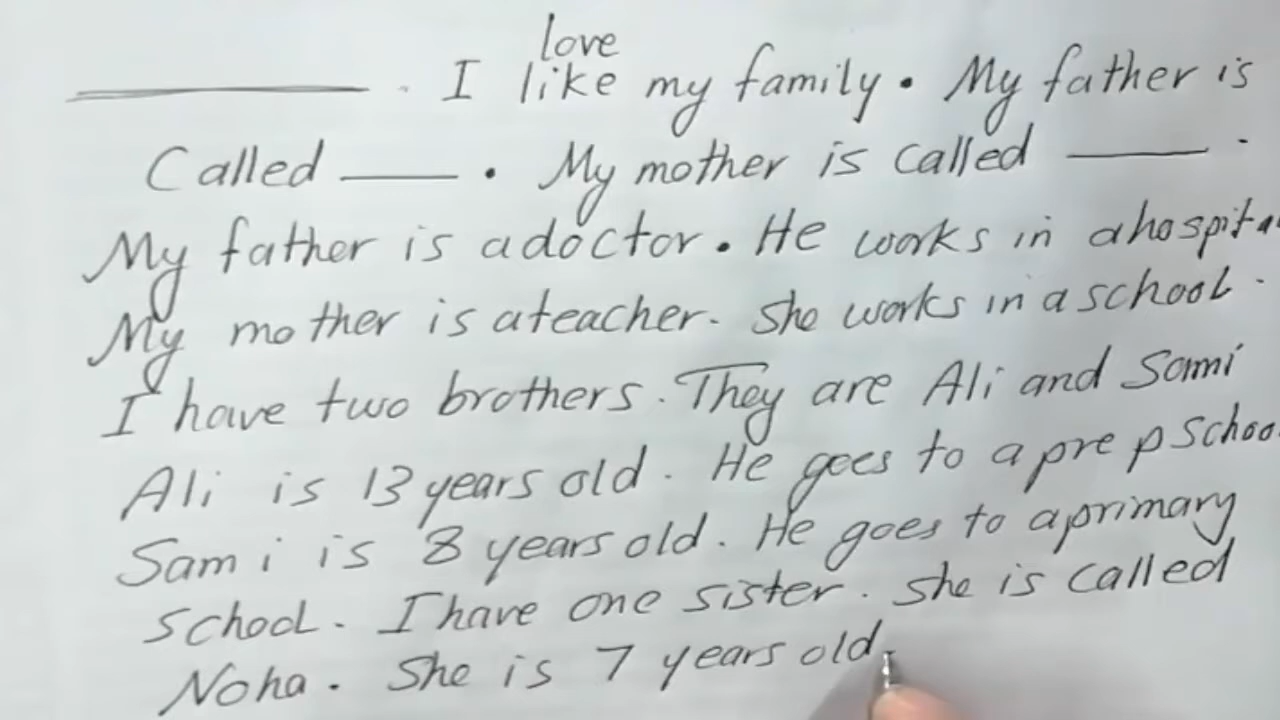 love
I like my family. My father is
Called ____. My mother is called ____.
My father is a doctor. He works in a hospita
My mother is a teacher. She works in a school.
I have two brothers. They are Ali and Sami
Ali is 13 years old. He goes to a prep schoo
Sami is 8 years old. He goes to a primary
school. I have one sister. She is called
Noha. She is 7 years old.